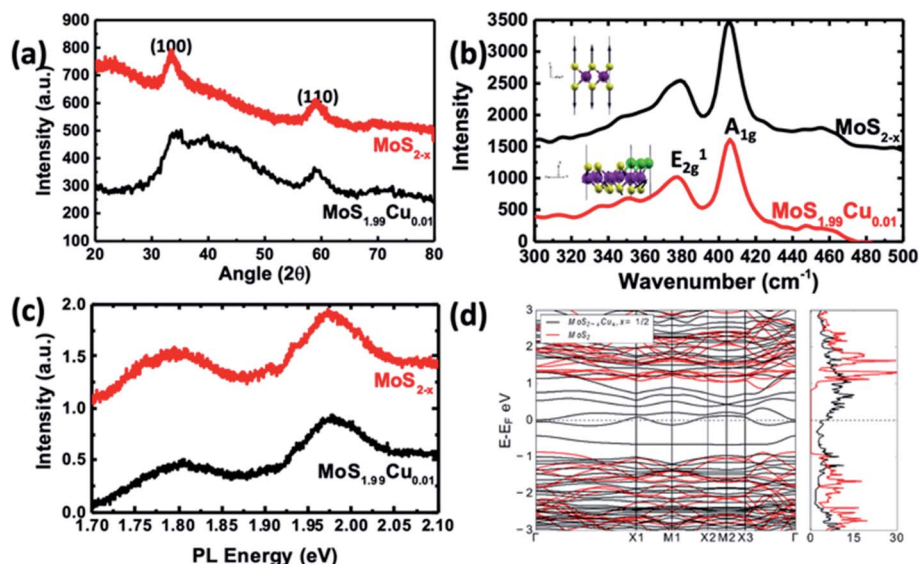 (a)
900
800
700
600
500
400
300
200
100
Intensity (a.u.)
(100)
(110)
MoS2-x
MoS1.99Cu0.01
20 30 40 50 60 70 80
Angle (2θ)
(b)
3500
3000
2500
2000
1500
1000
500
0
Intensity
MoS2-x
A1g
E2g1
MoS1.99Cu0.01
300 320 340 360 380 400 420 440 460 480 500
Wavenumber (cm-1)
(c)
2.0
1.5
1.0
0.5
0.0
Intensity (a.u.)
MoS2-x
MoS1.99Cu0.01
1.70 1.75 1.80 1.85 1.90 1.95 2.00 2.05 2.10
PL Energy (eV)
(d)
3
2
1
0
−1
−2
−3
E-EF eV
MoS2−xCux, x = 1/2
MoS2
Γ X1 M1 X2 M2 X3 Γ
0 15 30